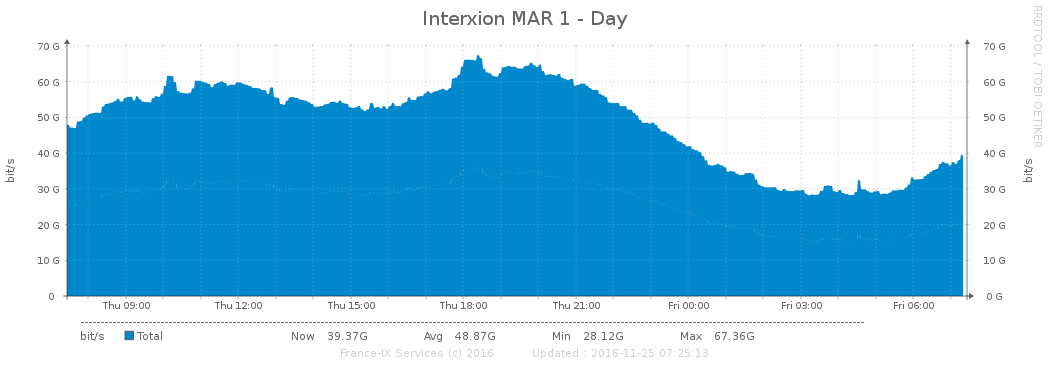 Interxion MAR 1 - Day
RRDTOOL / TOBI OETIKER
bit/s
70 G 70 G
60 G 60 G
50 G 50 G
40 G 40 G
30 G 30 G
20 G 20 G
10 G 10 G
0 0 G
bit/s
Thu 09:00 Thu 12:00 Thu 15:00 Thu 18:00 Thu 21:00 Fri 00:00 Fri 03:00 Fri 06:00
bit/s Total Now 39.37G Avg 48.87G Min 28.12G Max 67.36G
France-IX Services (c) 2016 Updated : 2016-11-25 07:25:13